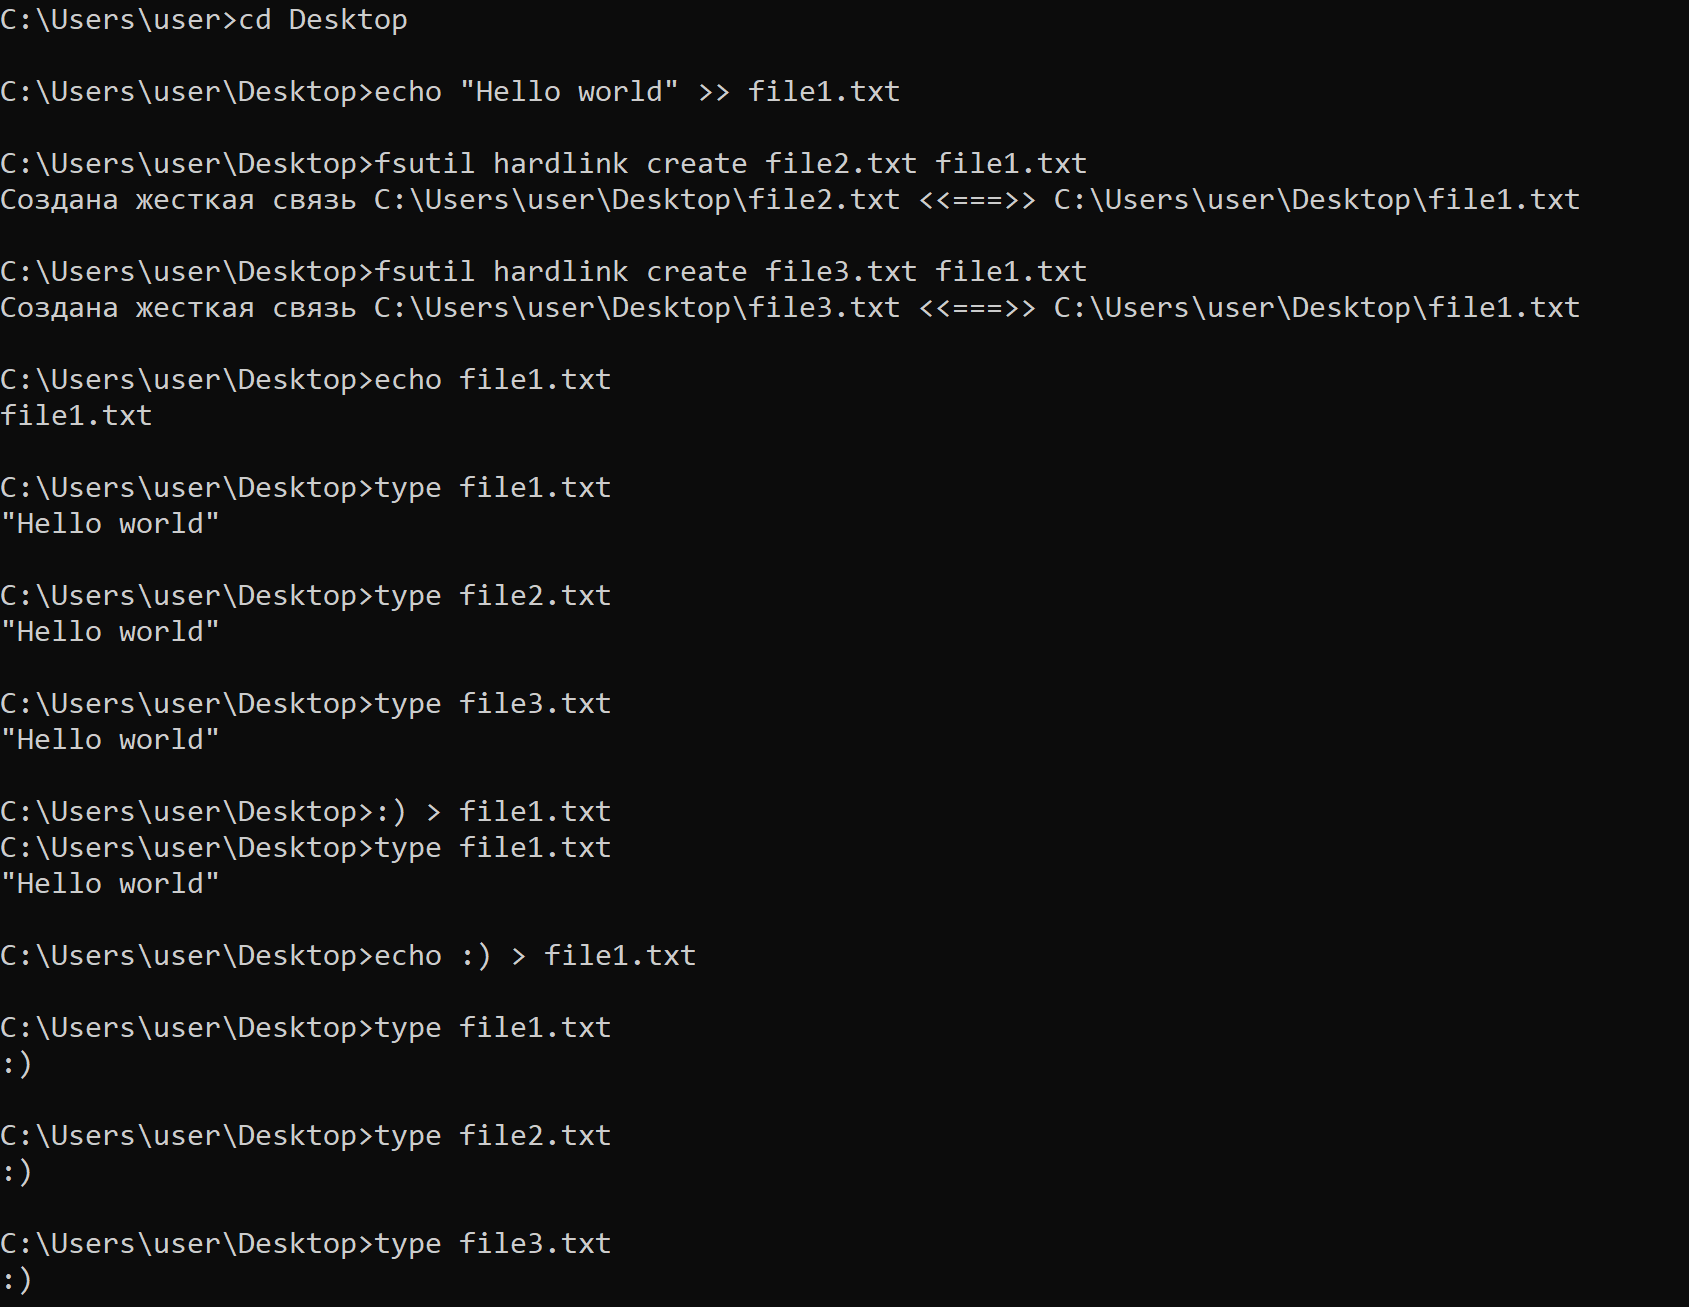 C:\Users\user>cd Desktop
C:\Users\user\Desktop>echo "Hello world" >> file1.txt
C:\Users\user\Desktop>fsutil hardlink create file2.txt file1.txt
Создана жесткая связь C:\Users\user\Desktop\file2.txt <<===>> C:\Users\user\Desktop\file1.txt
C:\Users\user\Desktop>fsutil hardlink create file3.txt file1.txt
Создана жесткая связь C:\Users\user\Desktop\file3.txt <<===>> C:\Users\user\Desktop\file1.txt
C:\Users\user\Desktop>echo file1.txt
file1.txt
C:\Users\user\Desktop>type file1.txt
"Hello world"
C:\Users\user\Desktop>type file2.txt
"Hello world"
C:\Users\user\Desktop>type file3.txt
"Hello world"
C:\Users\user\Desktop>:) > file1.txt
C:\Users\user\Desktop>type file1.txt
"Hello world"
C:\Users\user\Desktop>echo :) > file1.txt
C:\Users\user\Desktop>type file1.txt
:)
C:\Users\user\Desktop>type file2.txt
:)
C:\Users\user\Desktop>type file3.txt
:)